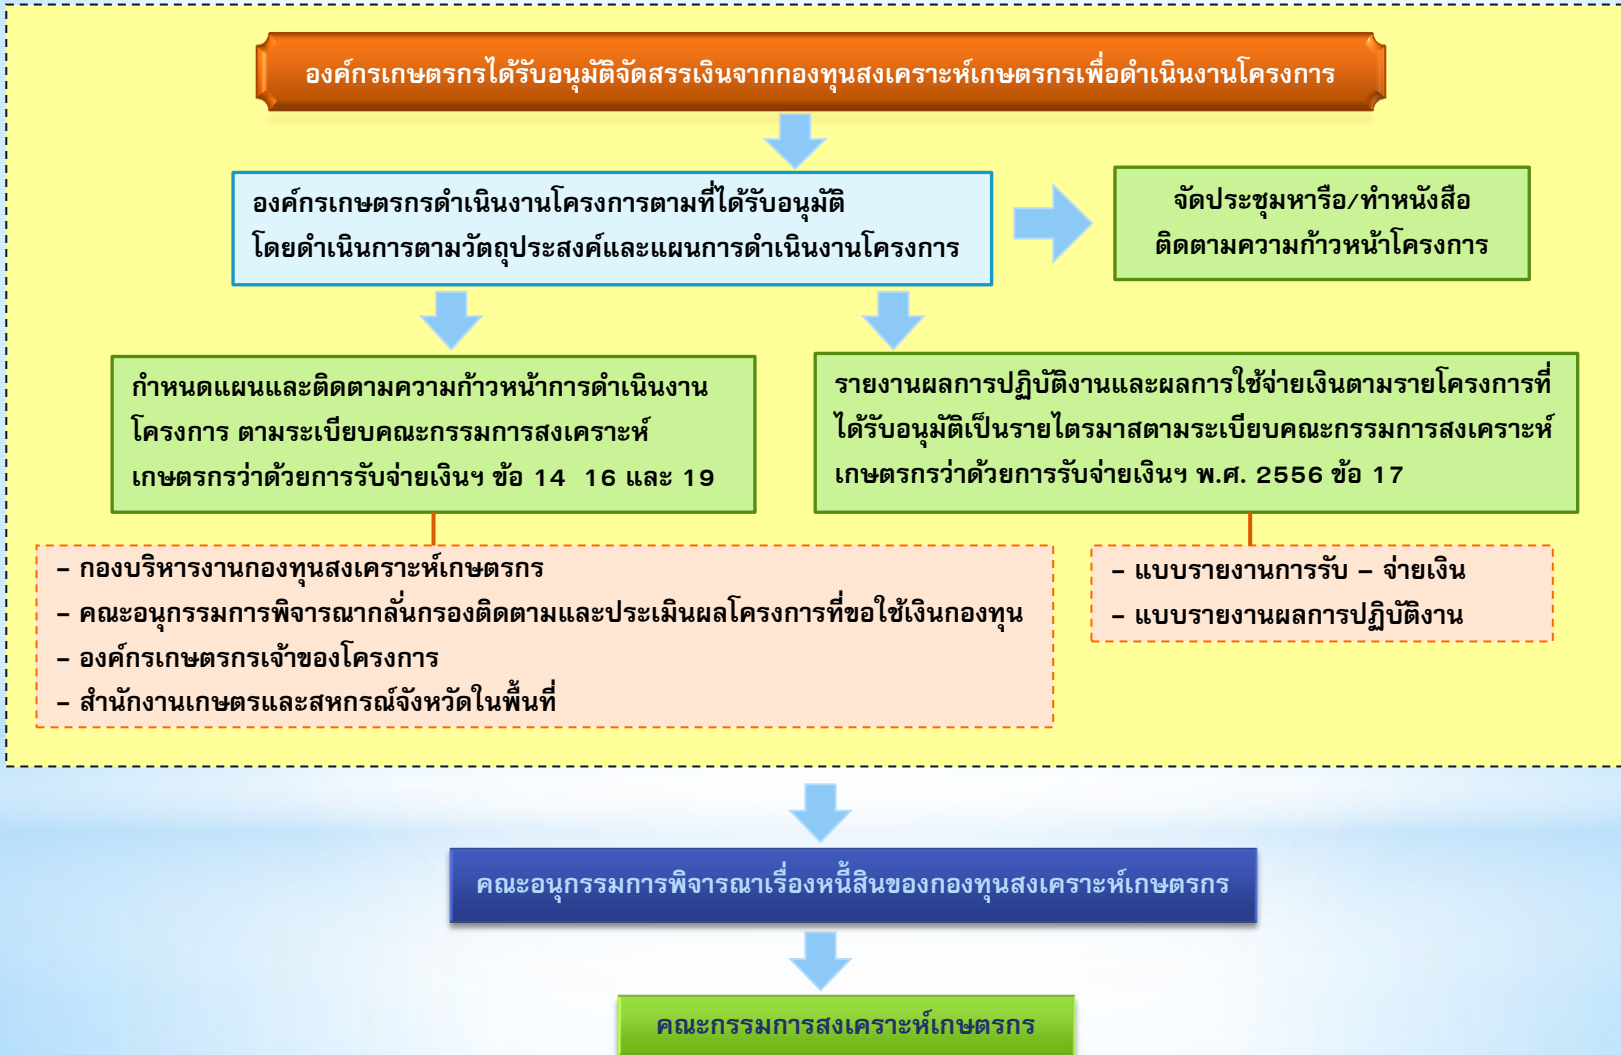 องค์กรเกษตรกรได้รับอนุมัติจัดสรรเงินจากกองทุนสงเคราะห์เกษตรกรเพื่อดำเนินงานโครงการ
องค์กรเกษตรกรดำเนินงานโครงการตามที่ได้รับอนุมัติ
โดยดำเนินการตามวัตถุประสงค์และแผนการดำเนินงานโครงการ
จัดประชุมหารือ/ทำหนังสือ
ติดตามความก้าวหน้าโครงการ
กำหนดแผนและติดตามความก้าวหน้าการดำเนินงาน
โครงการ ตามระเบียบคณะกรรมการสงเคราะห์
เกษตรกรว่าด้วยการรับจ่ายเงินฯ ข้อ 14 16 และ 19
รายงานผลการปฏิบัติงานและผลการใช้จ่ายเงินตามรายโครงการที่
ได้รับอนุมัติเป็นรายไตรมาสตามระเบียบคณะกรรมการสงเคราะห์
เกษตรกรว่าด้วยการรับจ่ายเงินฯ พ.ศ. 2556 ข้อ 17
– กองบริหารงานกองทุนสงเคราะห์เกษตรกร
– คณะอนุกรรมการพิจารณากลั่นกรองติดตามและประเมินผลโครงการที่ขอใช้เงินกองทุน
– องค์กรเกษตรกรเจ้าของโครงการ
– สำนักงานเกษตรและสหกรณ์จังหวัดในพื้นที่
– แบบรายงานการรับ – จ่ายเงิน
– แบบรายงานผลการปฏิบัติงาน
คณะอนุกรรมการพิจารณาเรื่องหนี้สินของกองทุนสงเคราะห์เกษตรกร
คณะกรรมการสงเคราะห์เกษตรกร